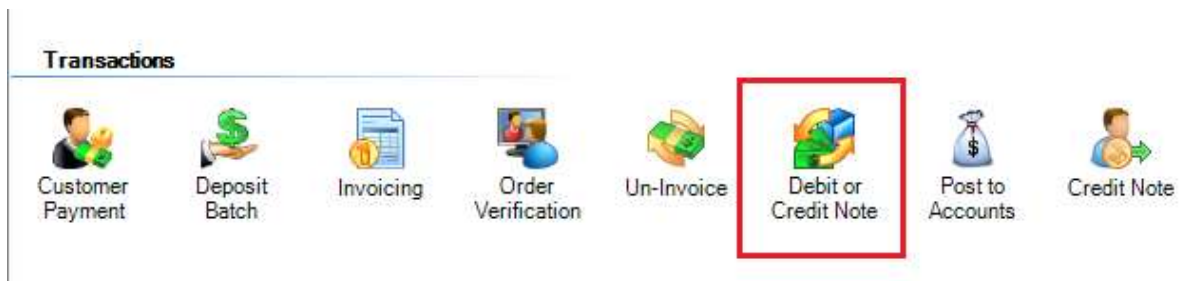 Transactions
Customer
Payment
Deposit
Batch
Invoicing
Order
Verification
Un-Invoice
Debit or
Credit Note
Post to
Accounts
Credit Note